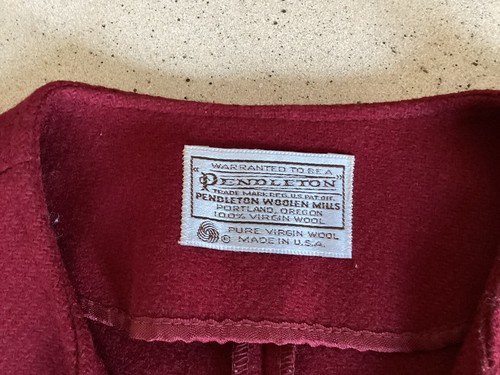 WARRANTED TO BE A
"PENDLETON"
TRADE MARK REG. U.S. PAT. OFF.
PENDLETON WOOLEN MILLS
PORTLAND, OREGON
100% VIRGIN WOOL
PURE VIRGIN WOOL
© MADE IN U.S.A.